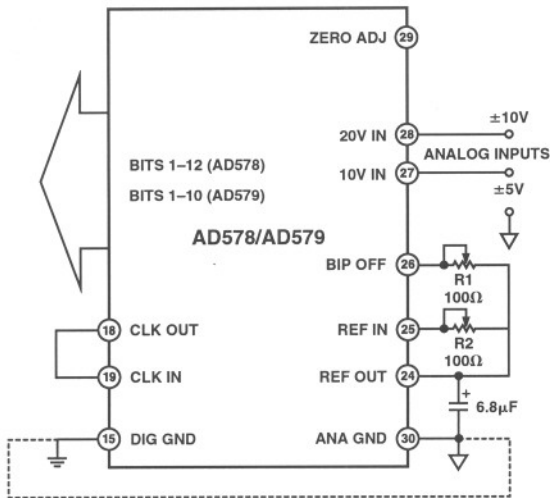 ZERO ADJ 29
±10V
20V IN 28
ANALOG INPUTS
BITS 1–12 (AD578)
10V IN 27
±5V
BITS 1–10 (AD579)
AD578/AD579
BIP OFF 26
R1
100Ω
18 CLK OUT
REF IN 25
R2
100Ω
19 CLK IN
REF OUT 24
+
6.8µF
15 DIG GND
ANA GND 30